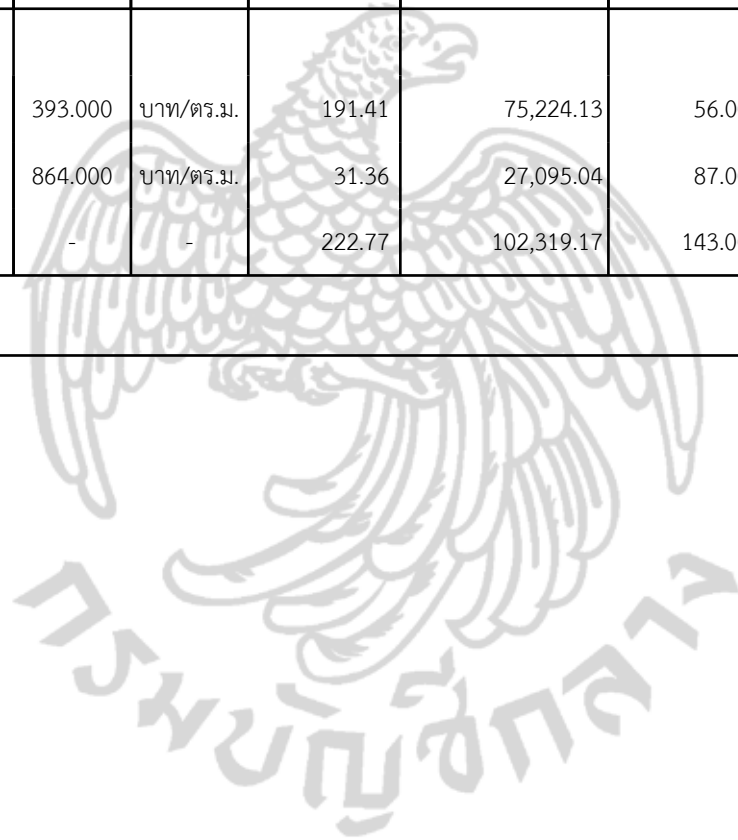 393.000 บาท/ตร.ม. 191.41 75,224.13 56.0
864.000 บาท/ตร.ม. 31.36 27,095.04 87.0
- - 222.77 102,319.17 143.0
กรมบัญชีกลาง